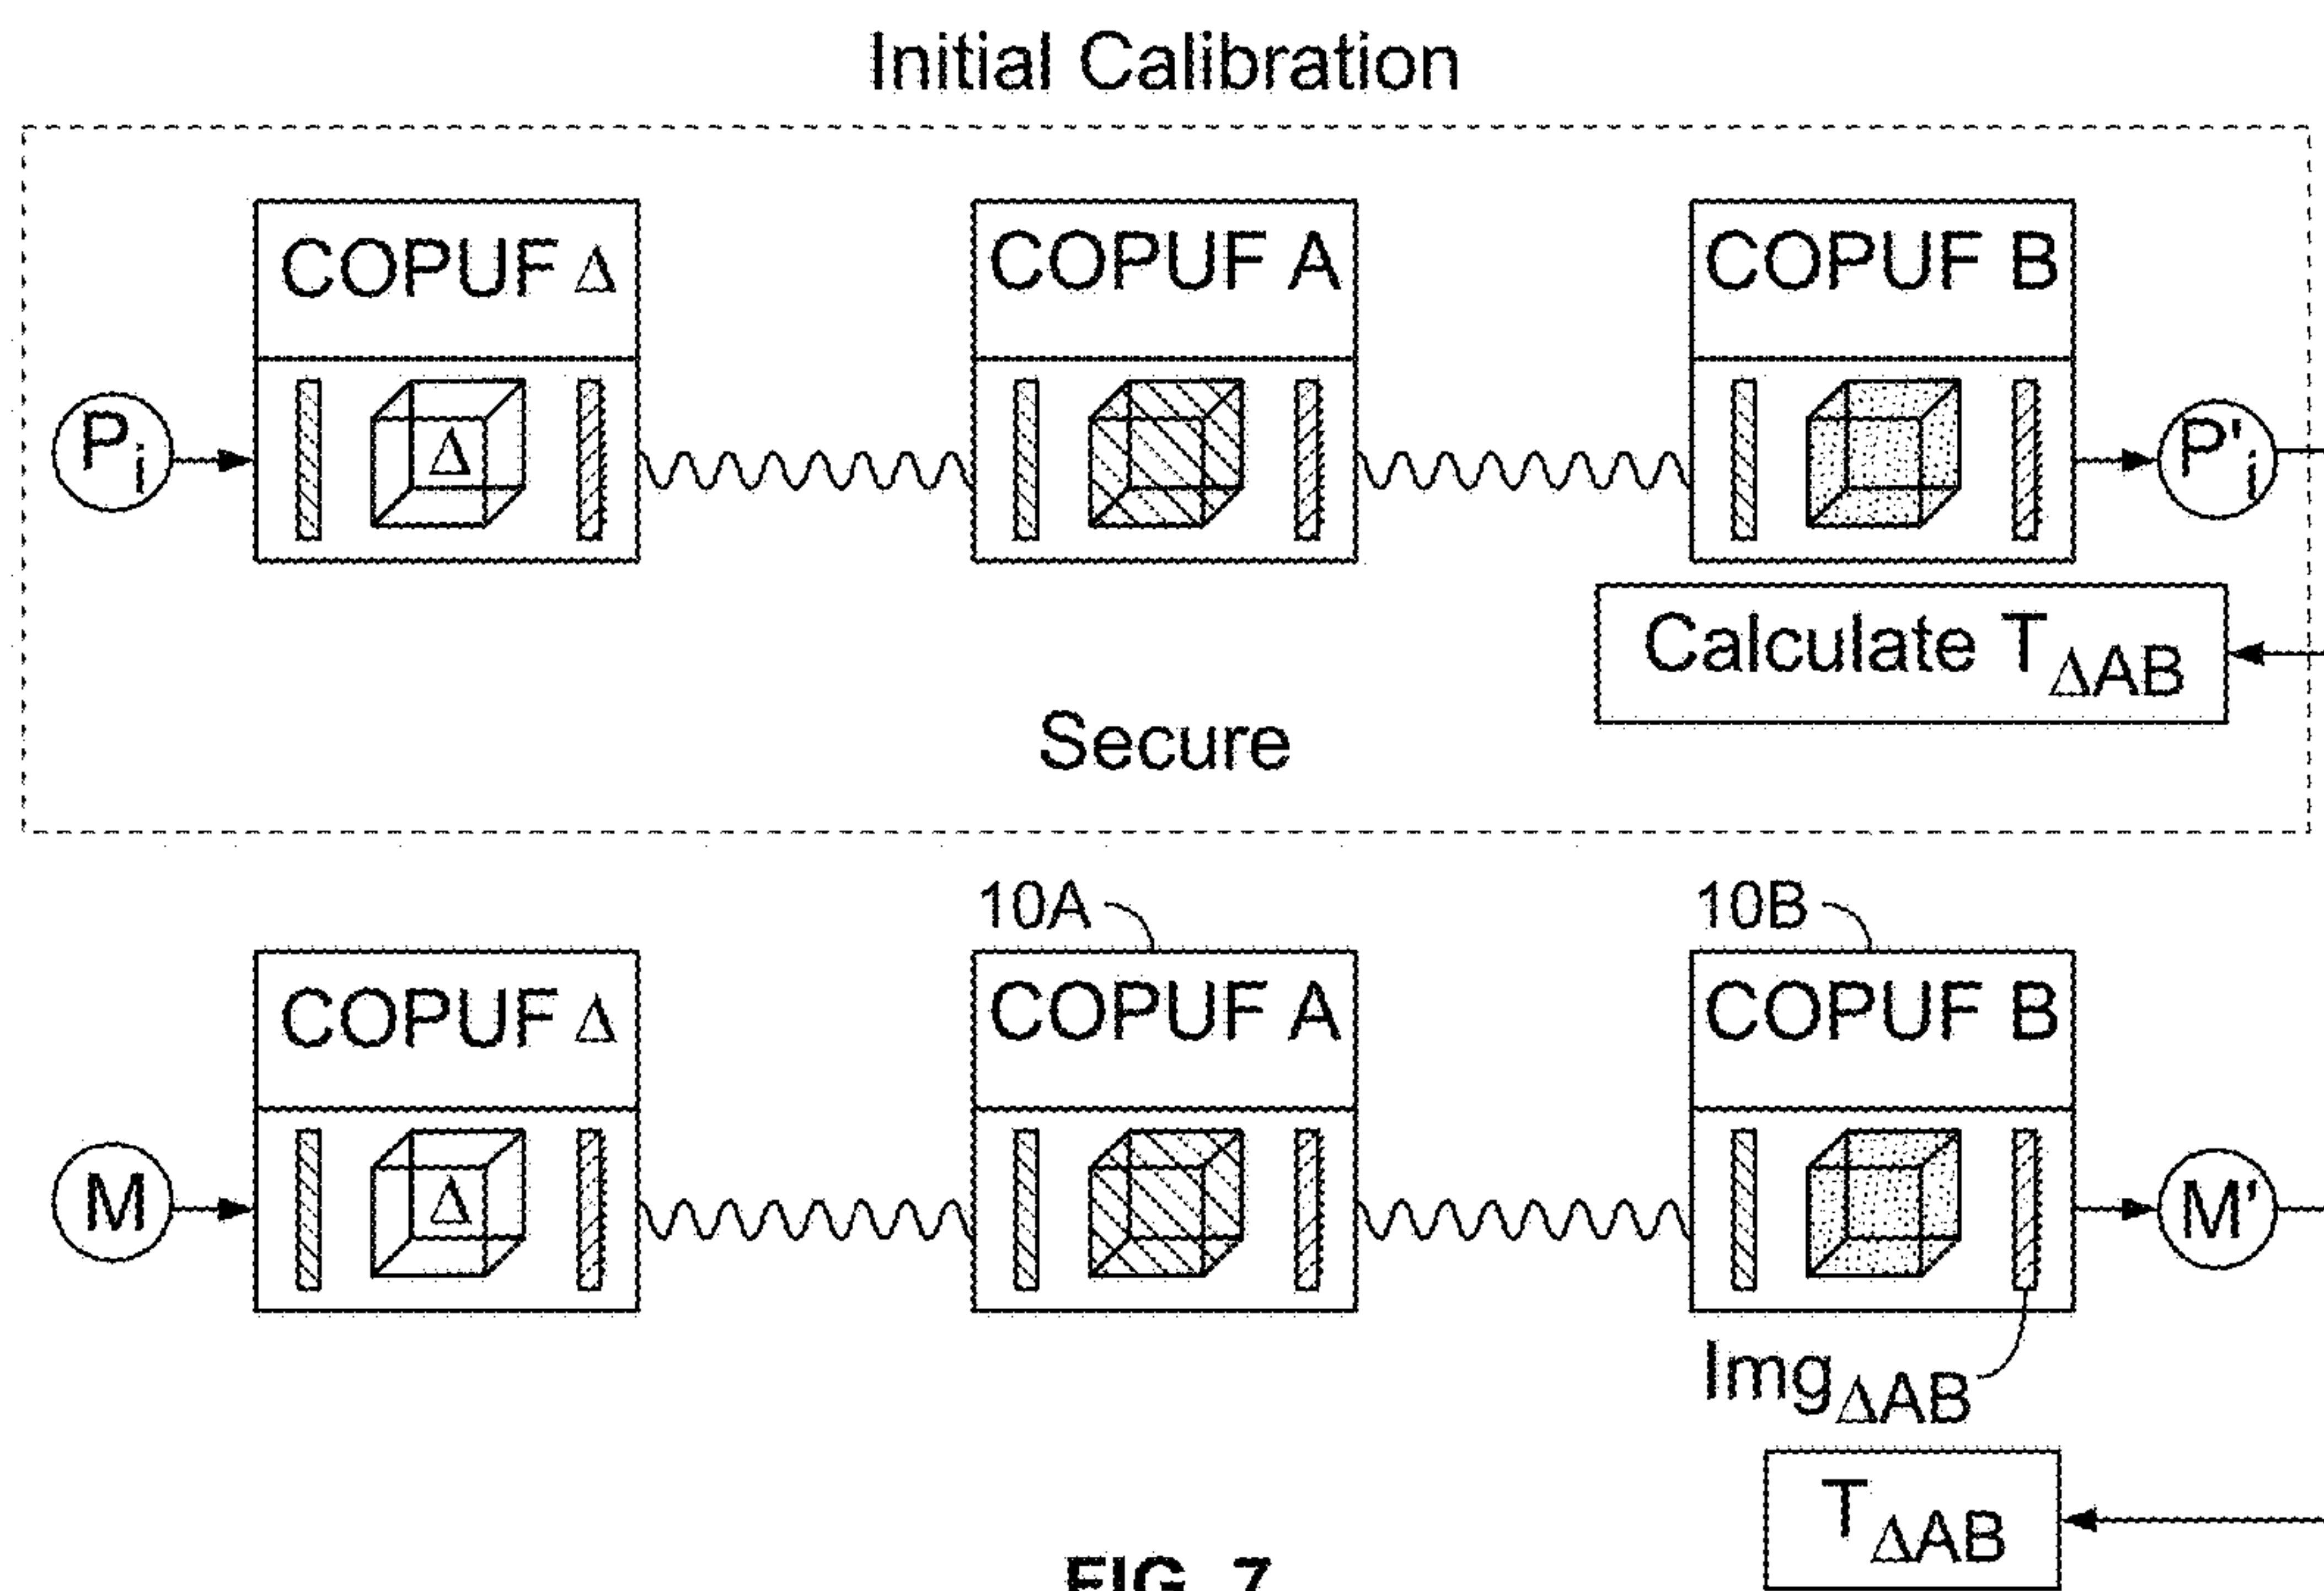 Initial Calibration
COPUF Δ
COPUF A
COPUF B
Pi
Δ
P'i
Calculate TΔAB
Secure
10A
10B
COPUF Δ
COPUF A
COPUF B
M
Δ
M'
ImgΔAB
TΔAB
FIG. 7